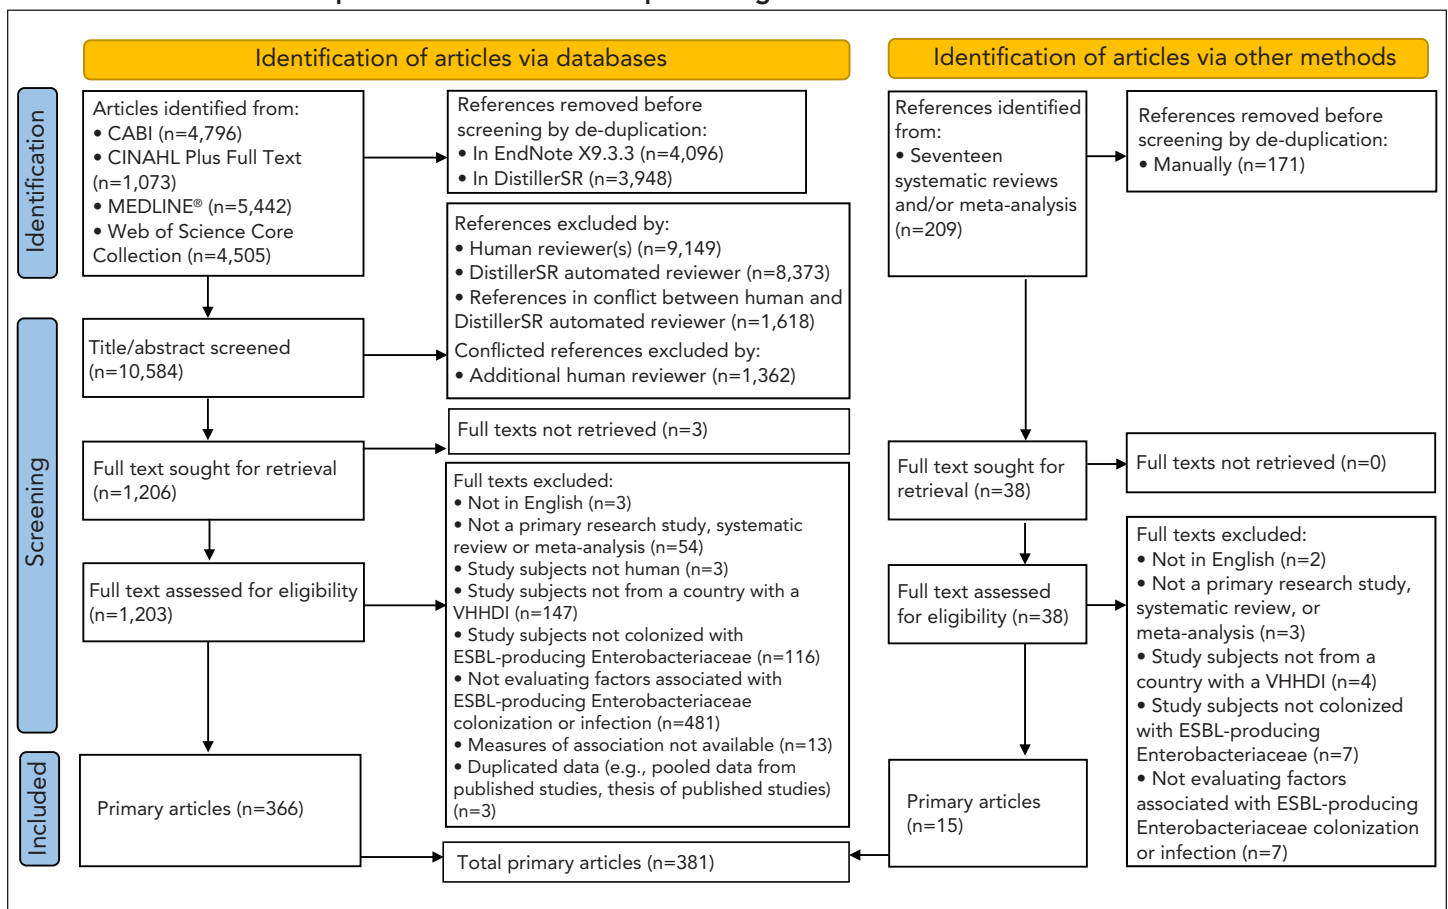 Identification of articles via databases
Identification of articles via other methods
Identification
Articles identified from:
• CABI (n=4,796)
• CINAHL Plus Full Text
(n=1,073)
• MEDLINE® (n=5,442)
• Web of Science Core
Collection (n=4,505)
References removed before
screening by de-duplication:
• In EndNote X9.3.3 (n=4,096)
• In DistillerSR (n=3,948)
References identified
from:
• Seventeen
systematic reviews
and/or meta-analysis
(n=209)
References removed before
screening by de-duplication:
• Manually (n=171)
Screening
Title/abstract screened
(n=10,584)
References excluded by:
• Human reviewer(s) (n=9,149)
• DistillerSR automated reviewer (n=8,373)
• References in conflict between human and
DistillerSR automated reviewer (n=1,618)
Conflicted references excluded by:
• Additional human reviewer (n=1,362)
Full text sought for retrieval
(n=1,206)
Full texts not retrieved (n=3)
Full text sought for
retrieval (n=38)
Full texts not retrieved (n=0)
Full text assessed for eligibility
(n=1,203)
Full texts excluded:
• Not in English (n=3)
• Not a primary research study, systematic
review or meta-analysis (n=54)
• Study subjects not human (n=3)
• Study subjects not from a country with a
VHHDI (n=147)
• Study subjects not colonized with
ESBL-producing Enterobacteriaceae (n=116)
• Not evaluating factors associated with
ESBL-producing Enterobacteriaceae
colonization or infection (n=481)
• Measures of association not available (n=13)
• Duplicated data (e.g., pooled data from
published studies, thesis of published studies)
(n=3)
Full text assessed
for eligibility (n=38)
Full texts excluded:
• Not in English (n=2)
• Not a primary research study,
systematic review, or
meta-analysis (n=3)
• Study subjects not from a
country with a VHHDI (n=4)
• Study subjects not colonized
with ESBL-producing
Enterobacteriaceae (n=7)
• Not evaluating factors
associated with ESBL-producing
Enterobacteriaceae colonization
or infection (n=7)
Included
Primary articles (n=366)
Primary articles
(n=15)
Total primary articles (n=381)